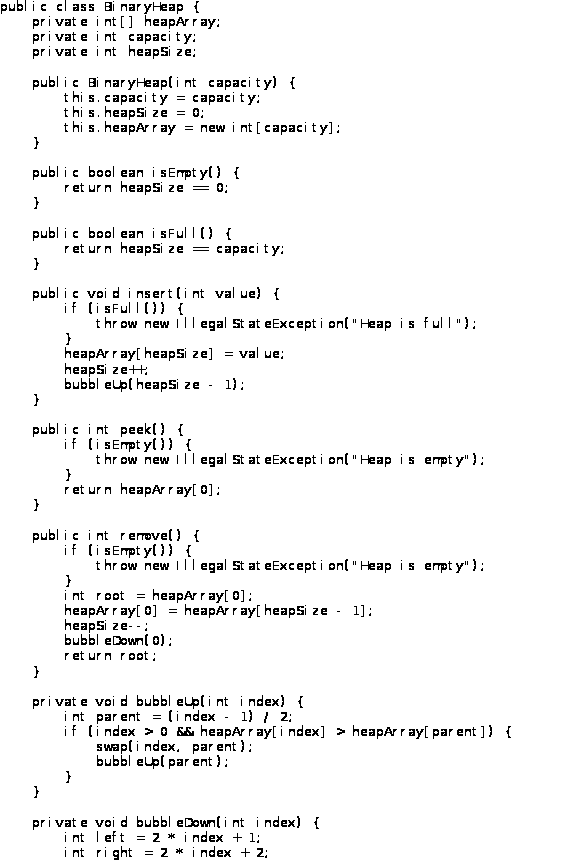 public class BinaryHeap {
    private int[] heapArray;
    private int capacity;
    private int heapSize;

    public BinaryHeap(int capacity) {
        this.capacity = capacity;
        this.heapSize = 0;
        this.heapArray = new int[capacity];
    }

    public boolean isEmpty() {
        return heapSize == 0;
    }

    public boolean isFull() {
        return heapSize == capacity;
    }

    public void insert(int value) {
        if (isFull()) {
            throw new IllegalStateException("Heap is full");
        }
        heapArray[heapSize] = value;
        heapSize++;
        bubbleUp(heapSize - 1);
    }

    public int peek() {
        if (isEmpty()) {
            throw new IllegalStateException("Heap is empty");
        }
        return heapArray[0];
    }

    public int remove() {
        if (isEmpty()) {
            throw new IllegalStateException("Heap is empty");
        }
        int root = heapArray[0];
        heapArray[0] = heapArray[heapSize - 1];
        heapSize--;
        bubbleDown(0);
        return root;
    }

    private void bubbleUp(int index) {
        int parent = (index - 1) / 2;
        if (index > 0 && heapArray[index] > heapArray[parent]) {
            swap(index, parent);
            bubbleUp(parent);
        }
    }

    private void bubbleDown(int index) {
        int left = 2 * index + 1;
        int right = 2 * index + 2;